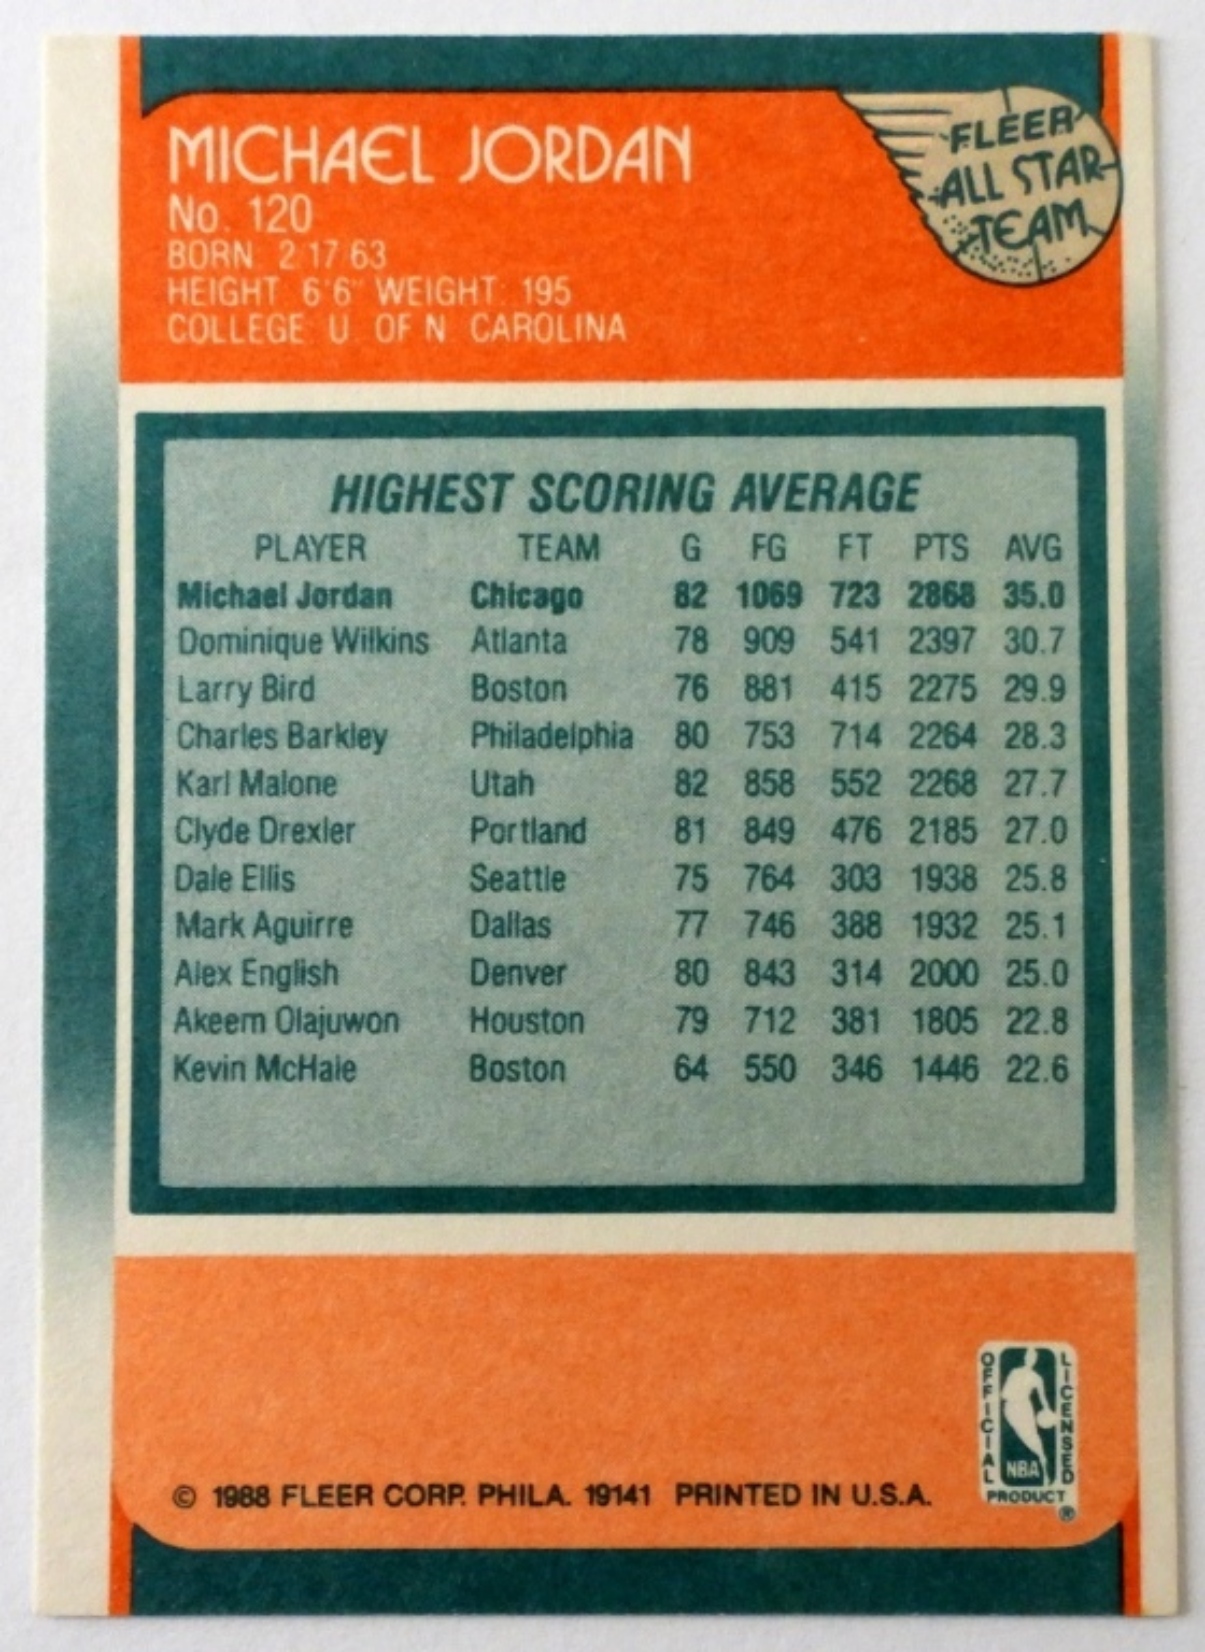 MICHAEL JORDAN
No. 120
BORN 2 17 63
HEIGHT 6'6" WEIGHT: 195
COLLEGE U. OF N. CAROLINA
FLEER
ALL STAR
TEAM
HIGHEST SCORING AVERAGE
PLAYER TEAM G FG FT PTS AVG
Michael Jordan Chicago 82 1069 723 2868 35.0
Dominique Wilkins Atlanta 78 909 541 2397 30.7
Larry Bird Boston 76 881 415 2275 29.9
Charles Barkley Philadelphia 80 753 714 2264 28.3
Karl Malone Utah 82 858 552 2268 27.7
Clyde Drexler Portland 81 849 476 2185 27.0
Dale Ellis Seattle 75 764 303 1938 25.8
Mark Aguirre Dallas 77 746 388 1932 25.1
Alex English Denver 80 843 314 2000 25.0
Akeem Olajuwon Houston 79 712 381 1805 22.8
Kevin McHale Boston 64 550 346 1446 22.6
OFFICIAL
LICENSED
NBA
PRODUCT
®
© 1988 FLEER CORP. PHILA. 19141 PRINTED IN U.S.A.